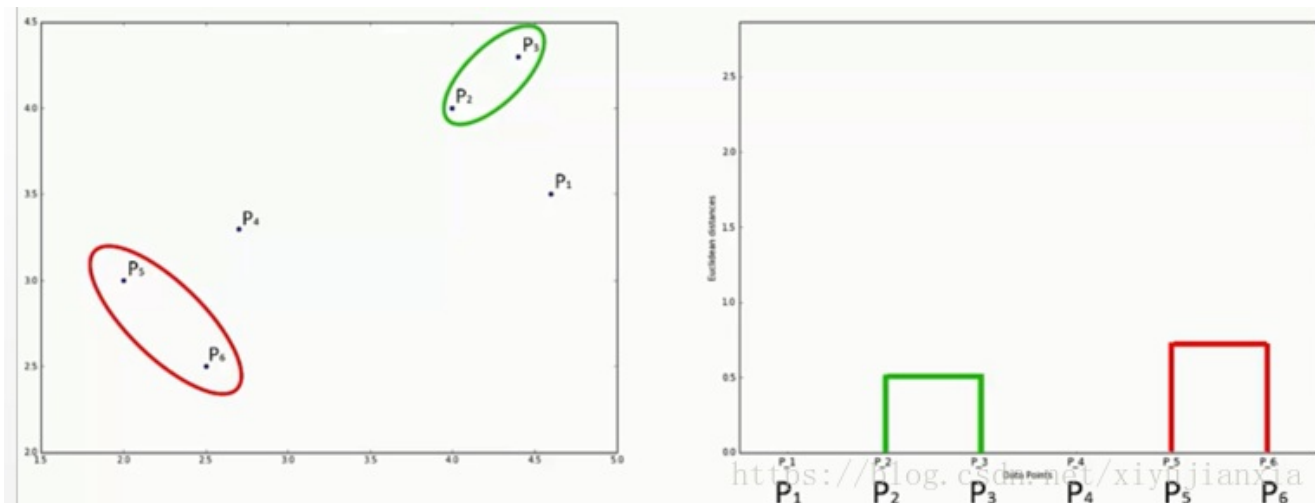 4.5
4.0
3.5
3.0
2.5
2.0
1.5
2.0
2.5
3.0
3.5
4.0
4.5
5.0
P₃
P₂
P₁
P₄
P₅
P₆
2.5
2.0
1.5
1.0
0.5
0.0
Euclidean distances
P_1
P_2
P_3
P_4
P_5
P_6
Data Points
https://blog.csdn.net/xiyujianxia
P₁
P₂
P₃
P₄
P₅
P₆